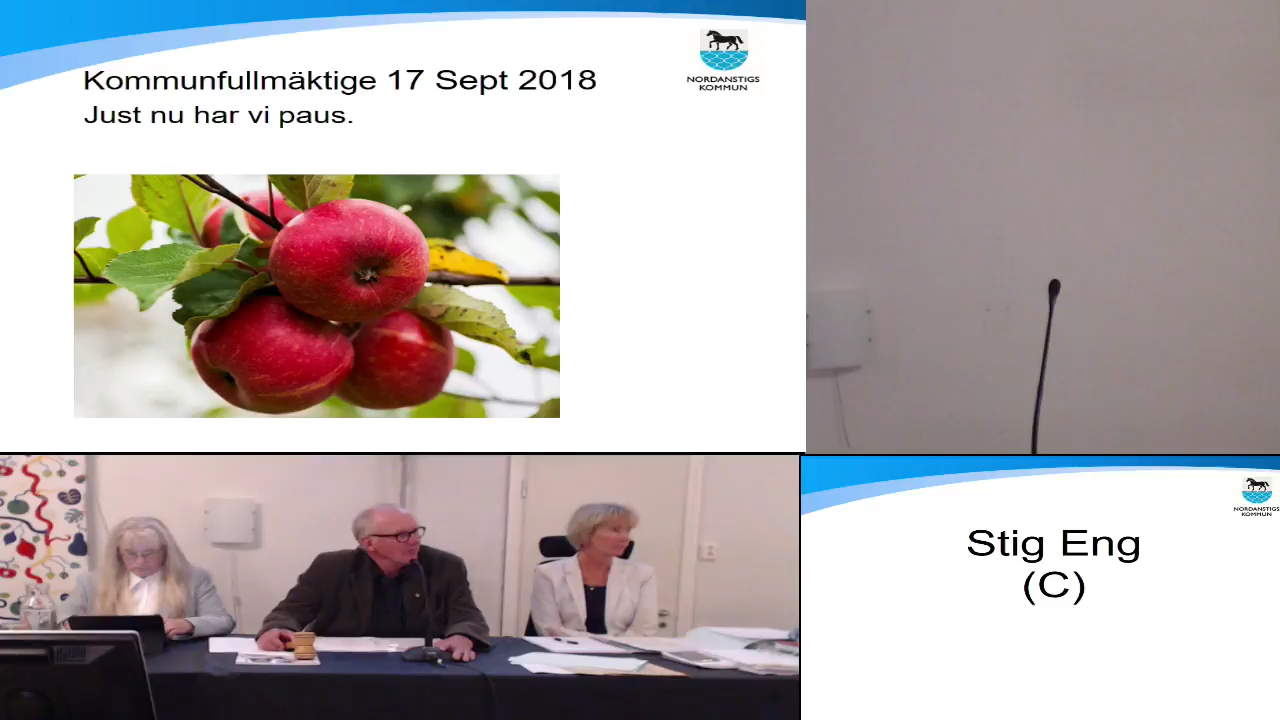 Kommunfullmäktige 17 Sept 2018
Just nu har vi paus.
NORDANSTIGS
KOMMUN
Stig Eng
(C)
NORDANSTIGS
KOMMUN